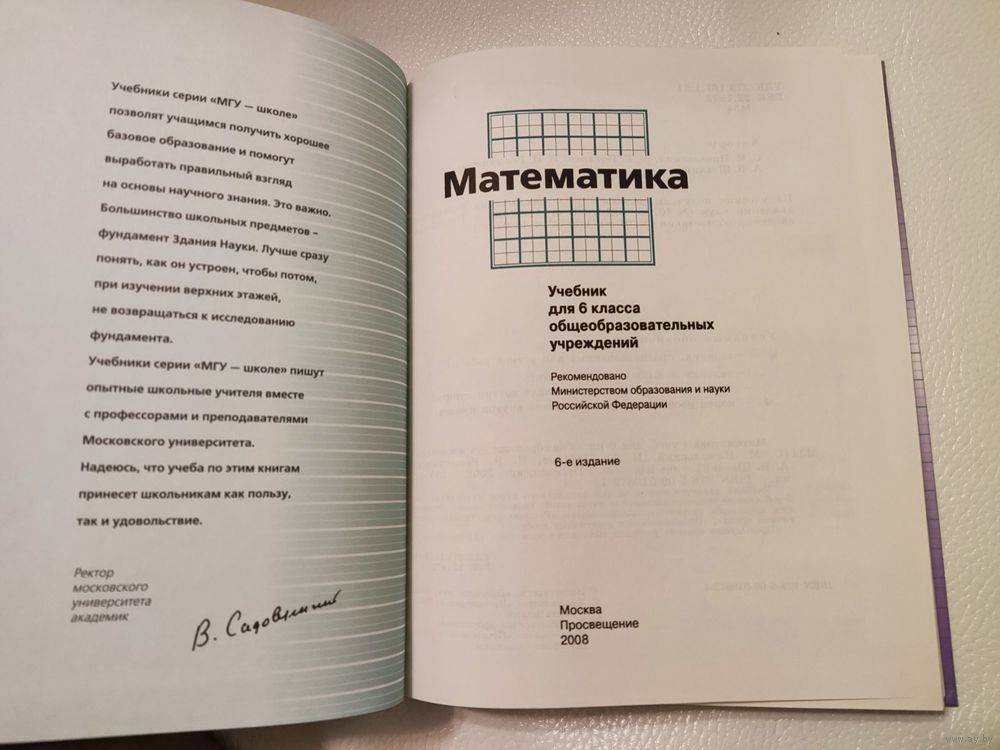 Учебники серии «МГУ — школе»
позволят учащимся получить хорошее
базовое образование и помогут
выработать правильный взгляд
на основы научного знания. Это важно.
Большинство школьных предметов –
фундамент Здания Науки. Лучше сразу
понять, как он устроен, чтобы потом,
при изучении верхних этажей,
не возвращаться к исследованию
фундамента.
Учебники серии «МГУ — школе» пишут
опытные школьные учителя вместе
с профессорами и преподавателями
Московского университета.
Надеюсь, что учеба по этим книгам
принесет школьникам как пользу,
так и удовольствие.
Ректор
московского
университета
академик
В. Садовничий
Математика
Учебник
для 6 класса
общеобразовательных
учреждений
Рекомендовано
Министерством образования и науки
Российской Федерации
6-е издание
Москва
Просвещение
2008
www.ay.by